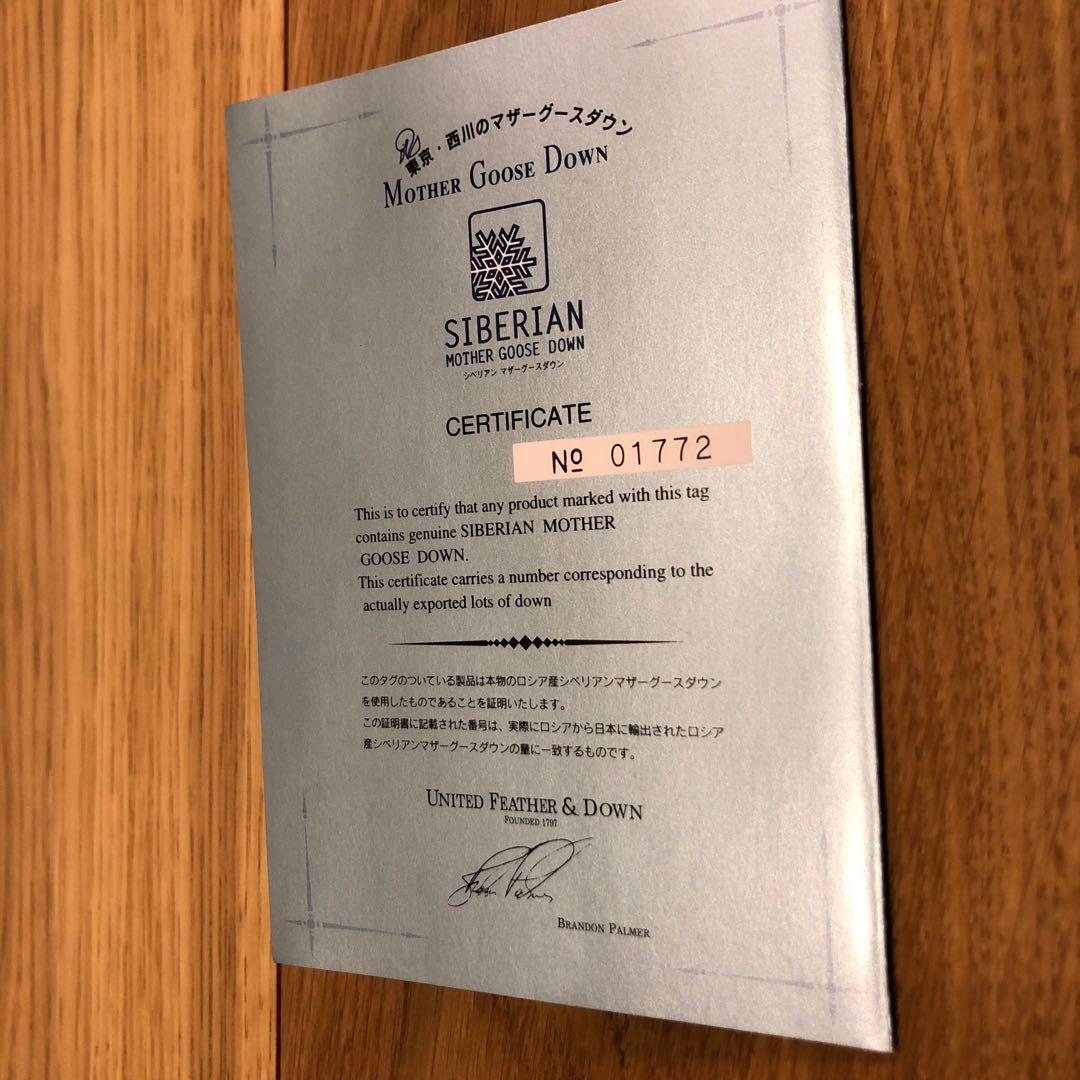 東京・西川のマザーグースダウン
MOTHER GOOSE DOWN
SIBERIAN
MOTHER GOOSE DOWN
シベリアン マザーグースダウン
CERTIFICATE
Nº 01772
This is to certify that any product marked with this tag
contains genuine SIBERIAN MOTHER
GOOSE DOWN.
This certificate carries a number corresponding to the
actually exported lots of down
このタグのついている製品は本物のロシア産シベリアンマザーグースダウン
を使用したものであることを証明いたします。
この証明書に記載された番号は、実際にロシアから日本に輸出されたロシア
産シベリアンマザーグースダウンの量に一致するものです。
UNITED FEATHER & DOWN
FOUNDED 1797
BRANDON PALMER